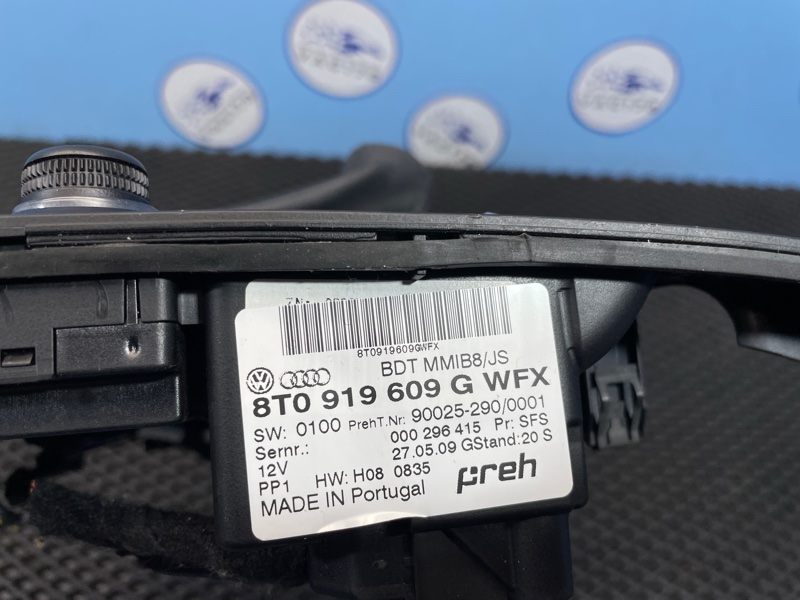 8T0919609GWFX
BDT MMIB8/JS
8T0 919 609 G WFX
SW: 0100 PrehT.Nr: 90025-290/0001
Sernr.: 000 296 415 Pr: SFS
12V 27.05.09 GStand: 20 S
PP1 HW: H08 0835
MADE IN Portugal preh